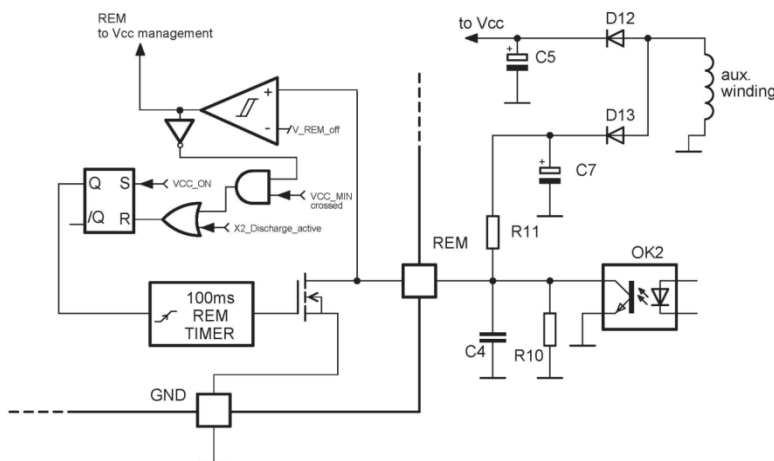 REM
to Vcc management
+
-
V_REM_off
Q
S
VCC_ON
/Q
R
VCC_MIN
crossed
X2_Discharge_active
100ms
REM
TIMER
GND
REM
to Vcc
D12
+
C5
aux.
winding
D13
+
C7
R11
OK2
C4
R10